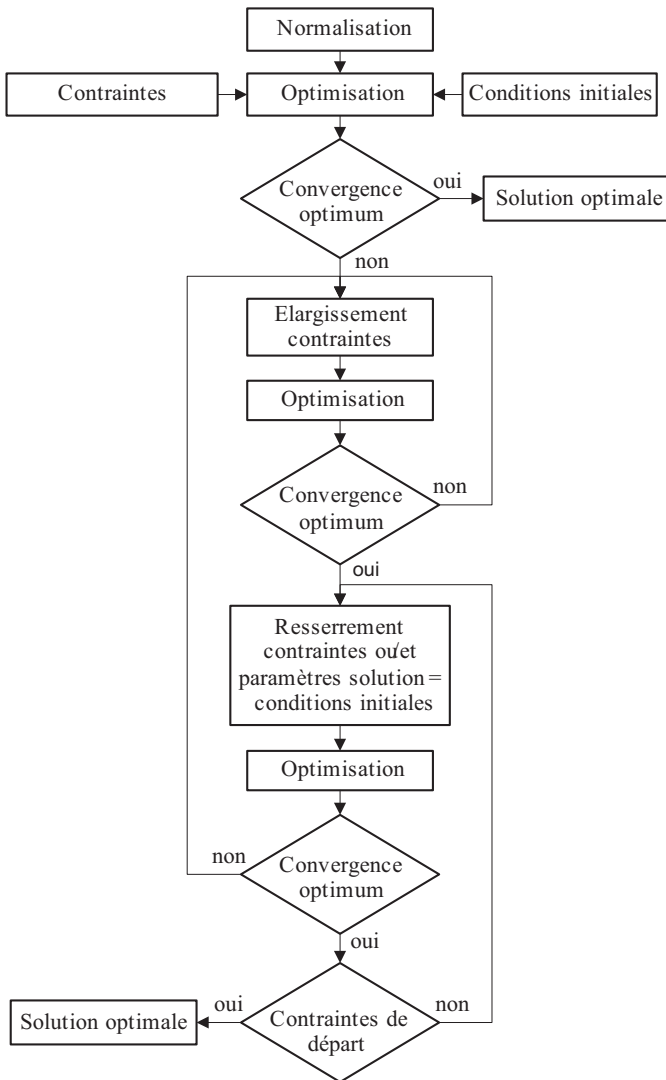 Normalisation
Contraintes
Optimisation
Conditions initiales
Convergence
optimum
oui
Solution optimale
non
Elargissement
contraintes
Optimisation
Convergence
optimum
non
oui
Resserrement
contraintes ou/et
paramètres solution =
conditions initiales
Optimisation
non
Convergence
optimum
oui
Solution optimale
oui
Contraintes de
départ
non